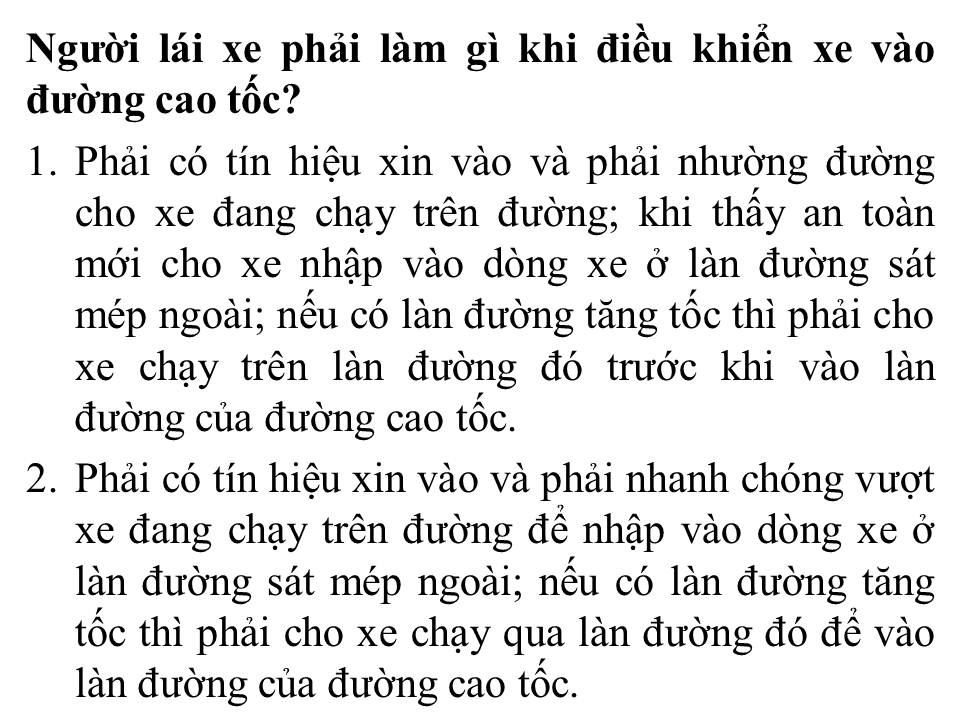 Người lái xe phải làm gì khi điều khiển xe vào
đường cao tốc?
1. Phải có tín hiệu xin vào và phải nhường đường
cho xe đang chạy trên đường; khi thấy an toàn
mới cho xe nhập vào dòng xe ở làn đường sát
mép ngoài; nếu có làn đường tăng tốc thì phải cho
xe chạy trên làn đường đó trước khi vào làn
đường của đường cao tốc.
2. Phải có tín hiệu xin vào và phải nhanh chóng vượt
xe đang chạy trên đường để nhập vào dòng xe ở
làn đường sát mép ngoài; nếu có làn đường tăng
tốc thì phải cho xe chạy qua làn đường đó để vào
làn đường của đường cao tốc.